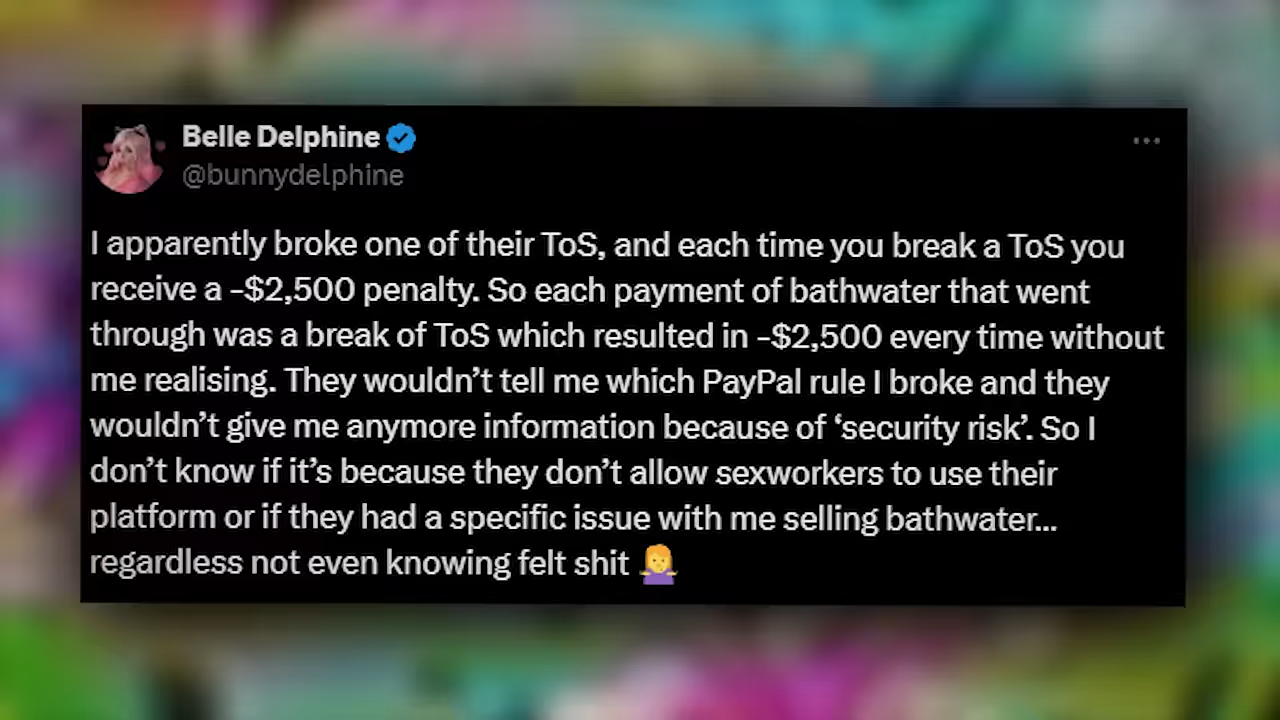 Belle Delphine
@bunnydelphine
I apparently broke one of their ToS, and each time you break a ToS you
receive a -$2,500 penalty. So each payment of bathwater that went
through was a break of ToS which resulted in -$2,500 every time without
me realising. They wouldn’t tell me which PayPal rule I broke and they
wouldn’t give me anymore information because of ‘security risk’. So I
don’t know if it’s because they don’t allow sexworkers to use their
platform or if they had a specific issue with me selling bathwater...
regardless not even knowing felt shit 🤷‍♀️